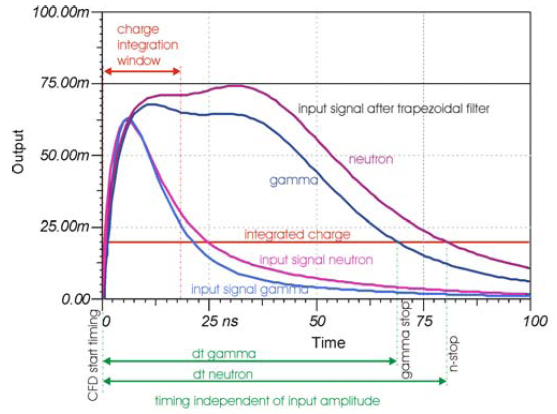 100.00m
charge
integration
window
75.00m
input signal after trapezoidal filter
neutron
Output
50.00m
gamma
25.00m
integrated charge
input signal neutron
input signal gamma
0.00
0
25 ns
50
75
100
Time
CFD start timing
gamma stop
n-stop
dt gamma
dt neutron
timing independent of input amplitude